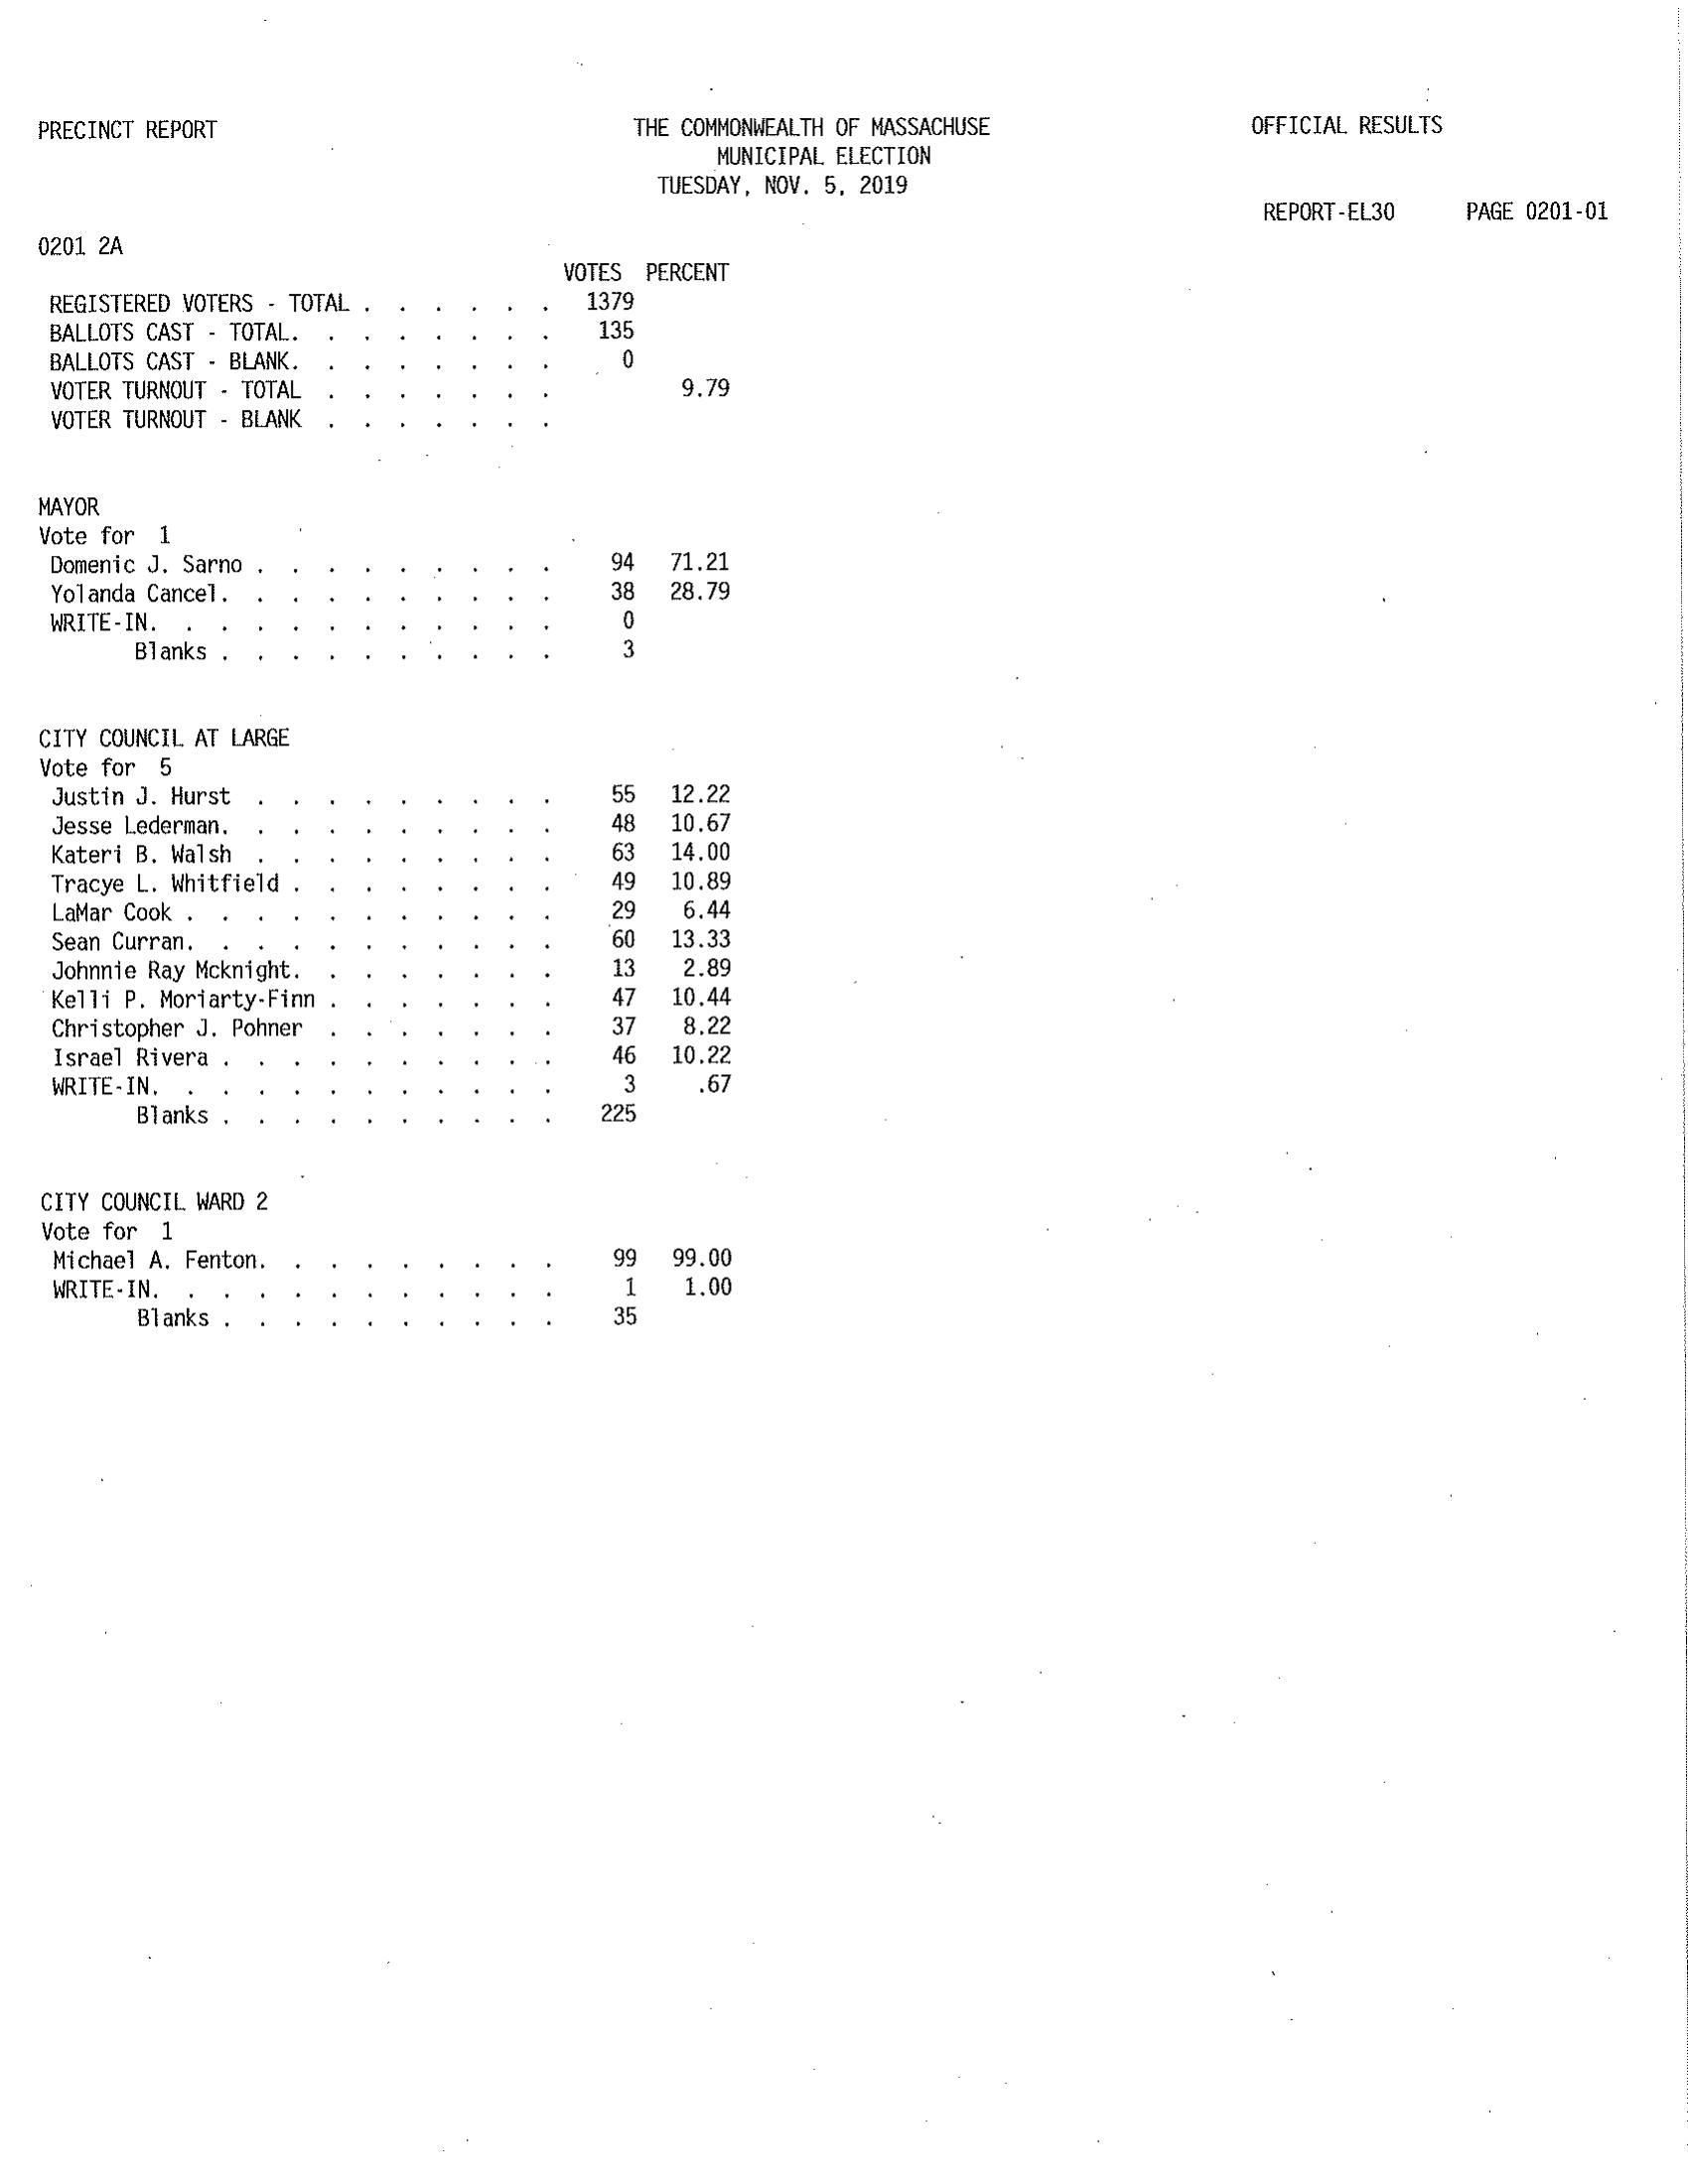 PRECINCT REPORT THE COMMONWEALTH OF MASSACHUSE OFFICIAL RESULTS
MUNICIPAL ELECTION
TUESDAY, NOV. 5, 2019
REPORT-EL30 PAGE 0201-01
0201 2A
VOTES PERCENT
REGISTERED VOTERS - TOTAL . . . . . . 1379
BALLOTS CAST - TOTAL. . . . . . . . 135
BALLOTS CAST - BLANK. . . . . . . . 0
VOTER TURNOUT - TOTAL . . . . . . . 9.79
VOTER TURNOUT - BLANK . . . . . . .
MAYOR
Vote for 1
Domenic J. Sarno . . . . . . . . . 94 71.21
Yolanda Cancel. . . . . . . . . . 38 28.79
WRITE-IN. . . . . . . . . . . . 0
Blanks . . . . . . . . . . 3
CITY COUNCIL AT LARGE
Vote for 5
Justin J. Hurst . . . . . . . . . 55 12.22
Jesse Lederman. . . . . . . . . . 48 10.67
Kateri B. Walsh . . . . . . . . . 63 14.00
Tracye L. Whitfield . . . . . . . . 49 10.89
LaMar Cook . . . . . . . . . . . 29 6.44
Sean Curran. . . . . . . . . . . 60 13.33
Johnnie Ray Mcknight. . . . . . . . 13 2.89
Kelli P. Moriarty-Finn . . . . . . . 47 10.44
Christopher J. Pohner . . . . . . . 37 8.22
Israel Rivera . . . . . . . . . . 46 10.22
WRITE-IN. . . . . . . . . . . . 3 .67
Blanks . . . . . . . . . . 225
CITY COUNCIL WARD 2
Vote for 1
Michael A. Fenton. . . . . . . . . 99 99.00
WRITE-IN. . . . . . . . . . . . 1 1.00
Blanks . . . . . . . . . . 35